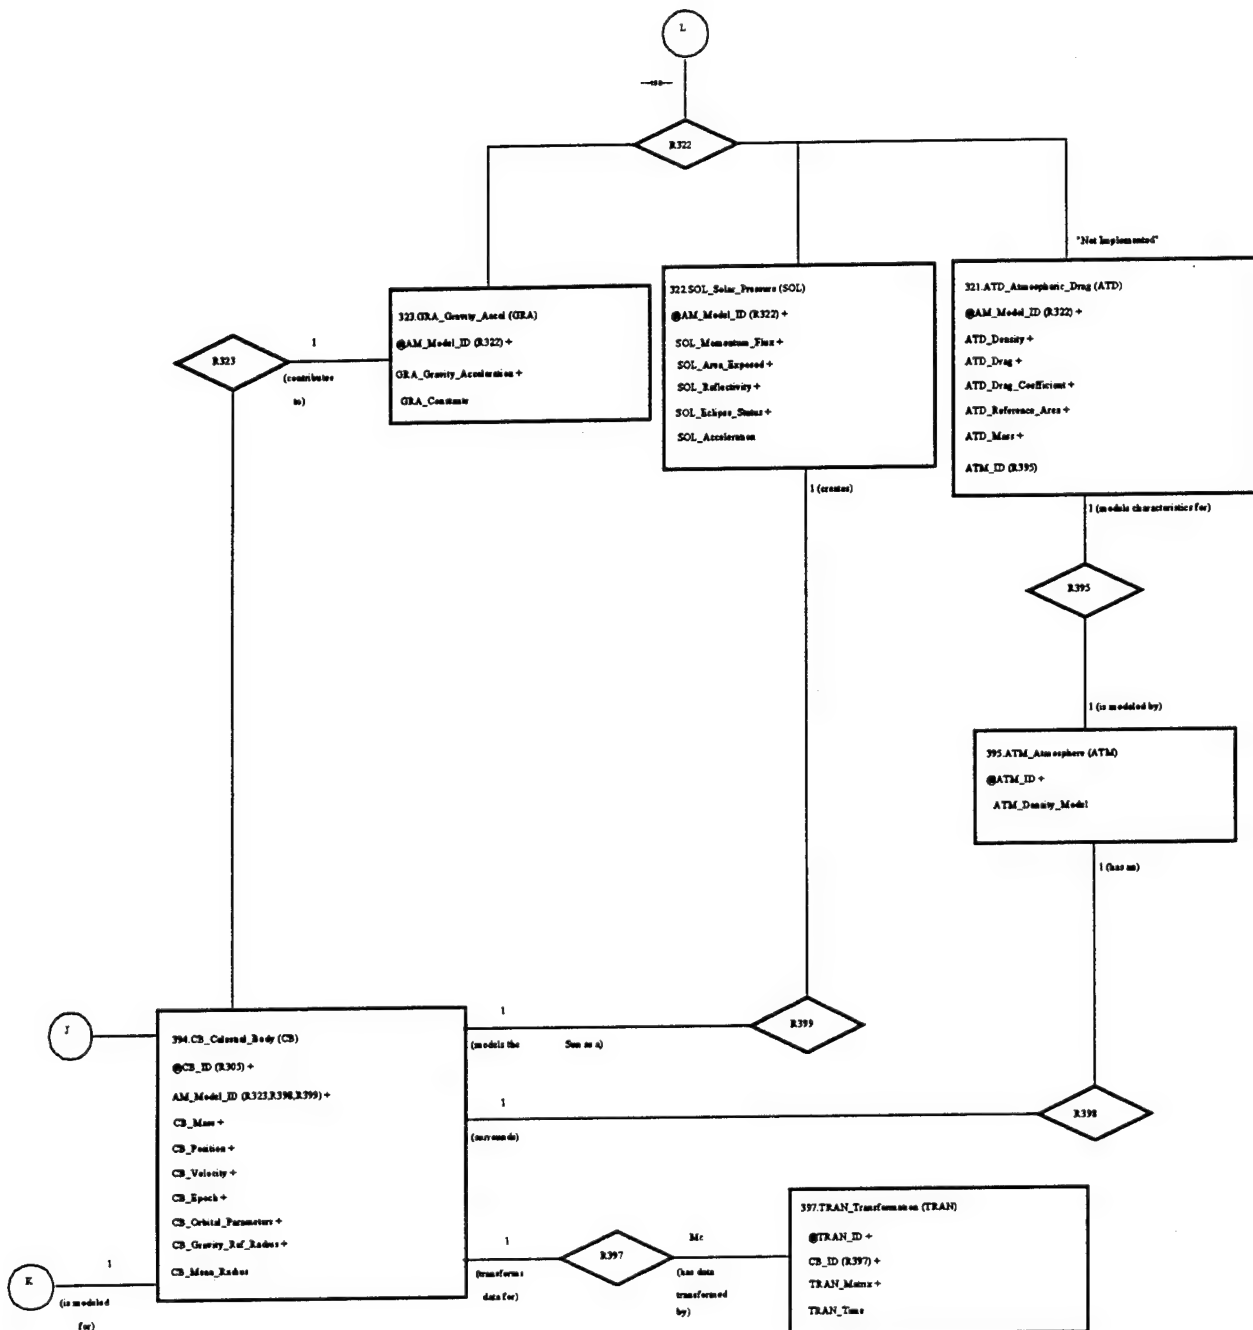 L
R322
"Not Implemented"
323.GRA_Gravity_Accel (GRA)
@AM_Model_ID (R322) +
GRA_Gravity_Acceleration +
GRA_Constants
322.SOL_Solar_Pressure (SOL)
@AM_Model_ID (R322) +
SOL_Momentum_Flux +
SOL_Area_Exposed +
SOL_Reflectivity +
SOL_Eclipse_Status +
SOL_Acceleration
321.ATD_Atmospheric_Drag (ATD)
@AM_Model_ID (R322) +
ATD_Density +
ATD_Drag +
ATD_Drag_Coefficient +
ATD_Reference_Area +
ATD_Mass +
ATM_ID (R395)
R323
1
(contributes
to)
1 (creates)
1 (models characteristics for)
R395
1 (is modeled by)
395.ATM_Atmosphere (ATM)
@ATM_ID +
ATM_Density_Model
1 (has an)
J
394.CB_Celestial_Body (CB)
@CB_ID (R305) +
AM_Model_ID (R323,R398,R399) +
CB_Mass +
CB_Position +
CB_Velocity +
CB_Epoch +
CB_Orbital_Parameters +
CB_Gravity_Ref_Radius +
CB_Mean_Radius
1
(models the Sun as a)
R399
1
(surrounds)
R398
K
1
(is modeled
for)
1
(transforms
data for)
R397
Mc
(has data
transformed
by)
397.TRAN_Transformation (TRAN)
@TRAN_ID +
CB_ID (R397) +
TRAN_Matrix +
TRAN_Time